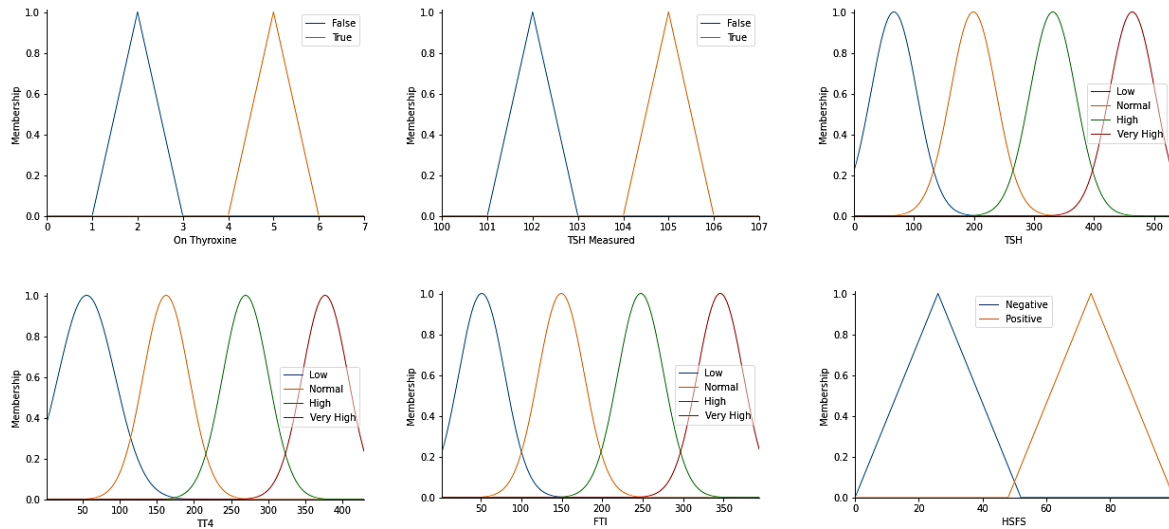 1.0
0.8
0.6
0.4
0.2
0.0
Membership
0 1 2 3 4 5 6 7
On Thyroxine
False
True
1.0
0.8
0.6
0.4
0.2
0.0
Membership
100 101 102 103 104 105 106 107
TSH Measured
False
True
1.0
0.8
0.6
0.4
0.2
0.0
Membership
0 100 200 300 400 500
TSH
Low
Normal
High
Very High
1.0
0.8
0.6
0.4
0.2
0.0
Membership
50 100 150 200 250 300 350 400
TT4
Low
Normal
High
Very High
1.0
0.8
0.6
0.4
0.2
0.0
Membership
50 100 150 200 250 300 350
FTI
Low
Normal
High
Very High
1.0
0.8
0.6
0.4
0.2
0.0
Membership
0 20 40 60 80
HSFS
Negative
Positive